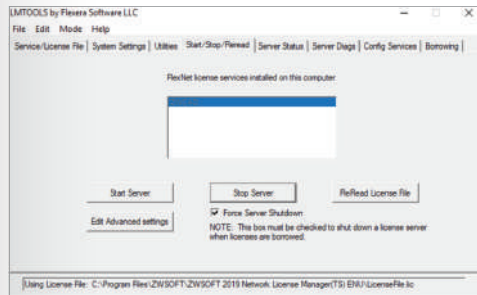 LMTOOLS by Flexera Software LLC
File Edit Mode Help
Service/License File System Settings Utilities Start/Stop/Reread Server Status Server Diags Config Services Borrowing
FlexNet license services installed on this computer
Start Server Stop Server ReRead License File
Edit Advanced settings Force Server Shutdown
NOTE: This box must be checked to shut down a license server
when licenses are borrowed.
Using License File: C:\Program Files\ZWSOFT\ZWSOFT 2019 Network License Manager(TS) ENU\LicenseFile.lic